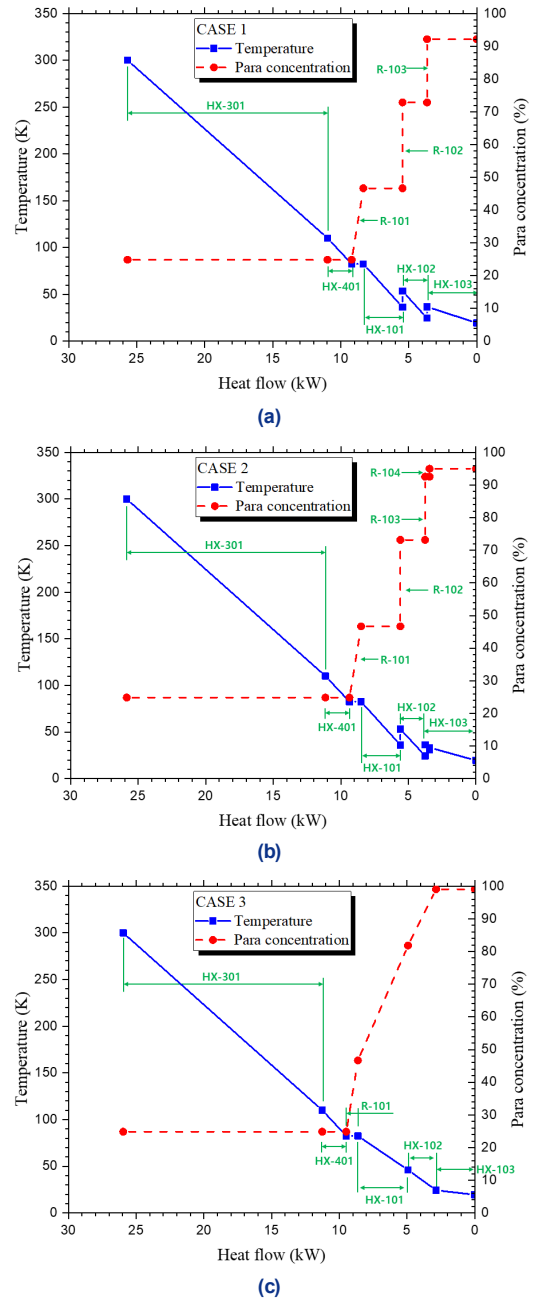 CASE 1
Temperature
Para concentration
R-103
HX-301
R-102
R-101
HX-102
HX-103
HX-401
HX-101
350
300
250
200
150
100
50
0
Temperature (K)
100
90
80
70
60
50
40
30
20
10
0
Para concentration (%)
30 25 20 15 10 5 0
Heat flow (kW)
(a)
CASE 2
Temperature
Para concentration
R-104
R-103
HX-301
R-102
R-101
HX-102
HX-103
HX-401
HX-101
350
300
250
200
150
100
50
0
Temperature (K)
100
90
80
70
60
50
40
30
20
10
0
Para concentration (%)
30 25 20 15 10 5 0
Heat flow (kW)
(b)
CASE 3
Temperature
Para concentration
HX-301
R-101
HX-102
HX-401
HX-103
HX-101
350
300
250
200
150
100
50
0
Temperature (K)
100
90
80
70
60
50
40
30
20
10
0
Para concentration (%)
30 25 20 15 10 5 0
Heat flow (kW)
(c)